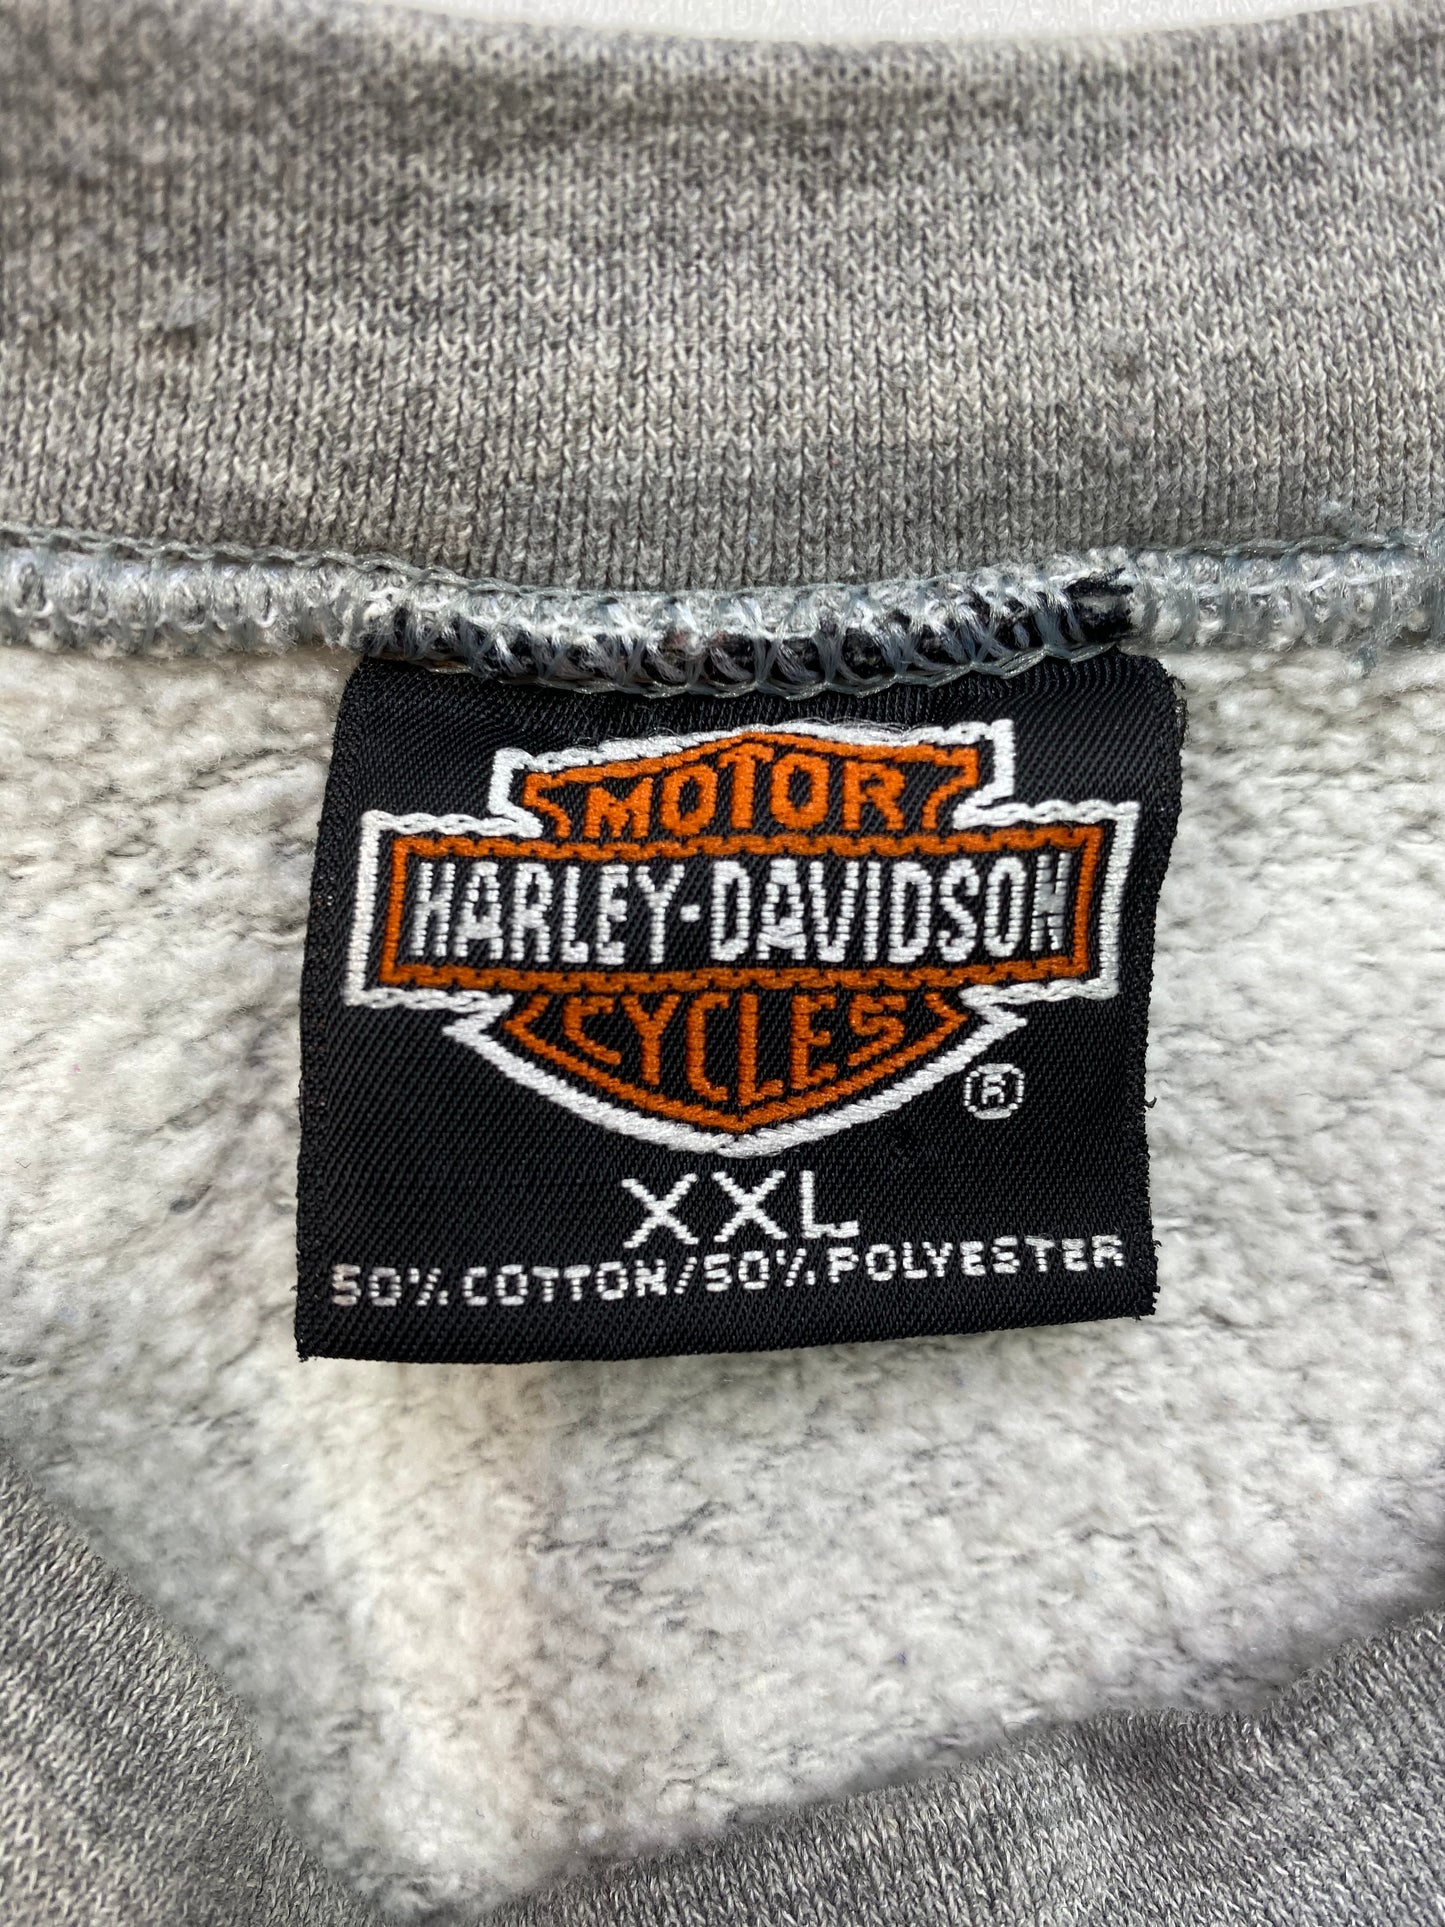 MOTOR
HARLEY-DAVIDSON
CYCLES
®
XXL
50% COTTON/50% POLYESTER